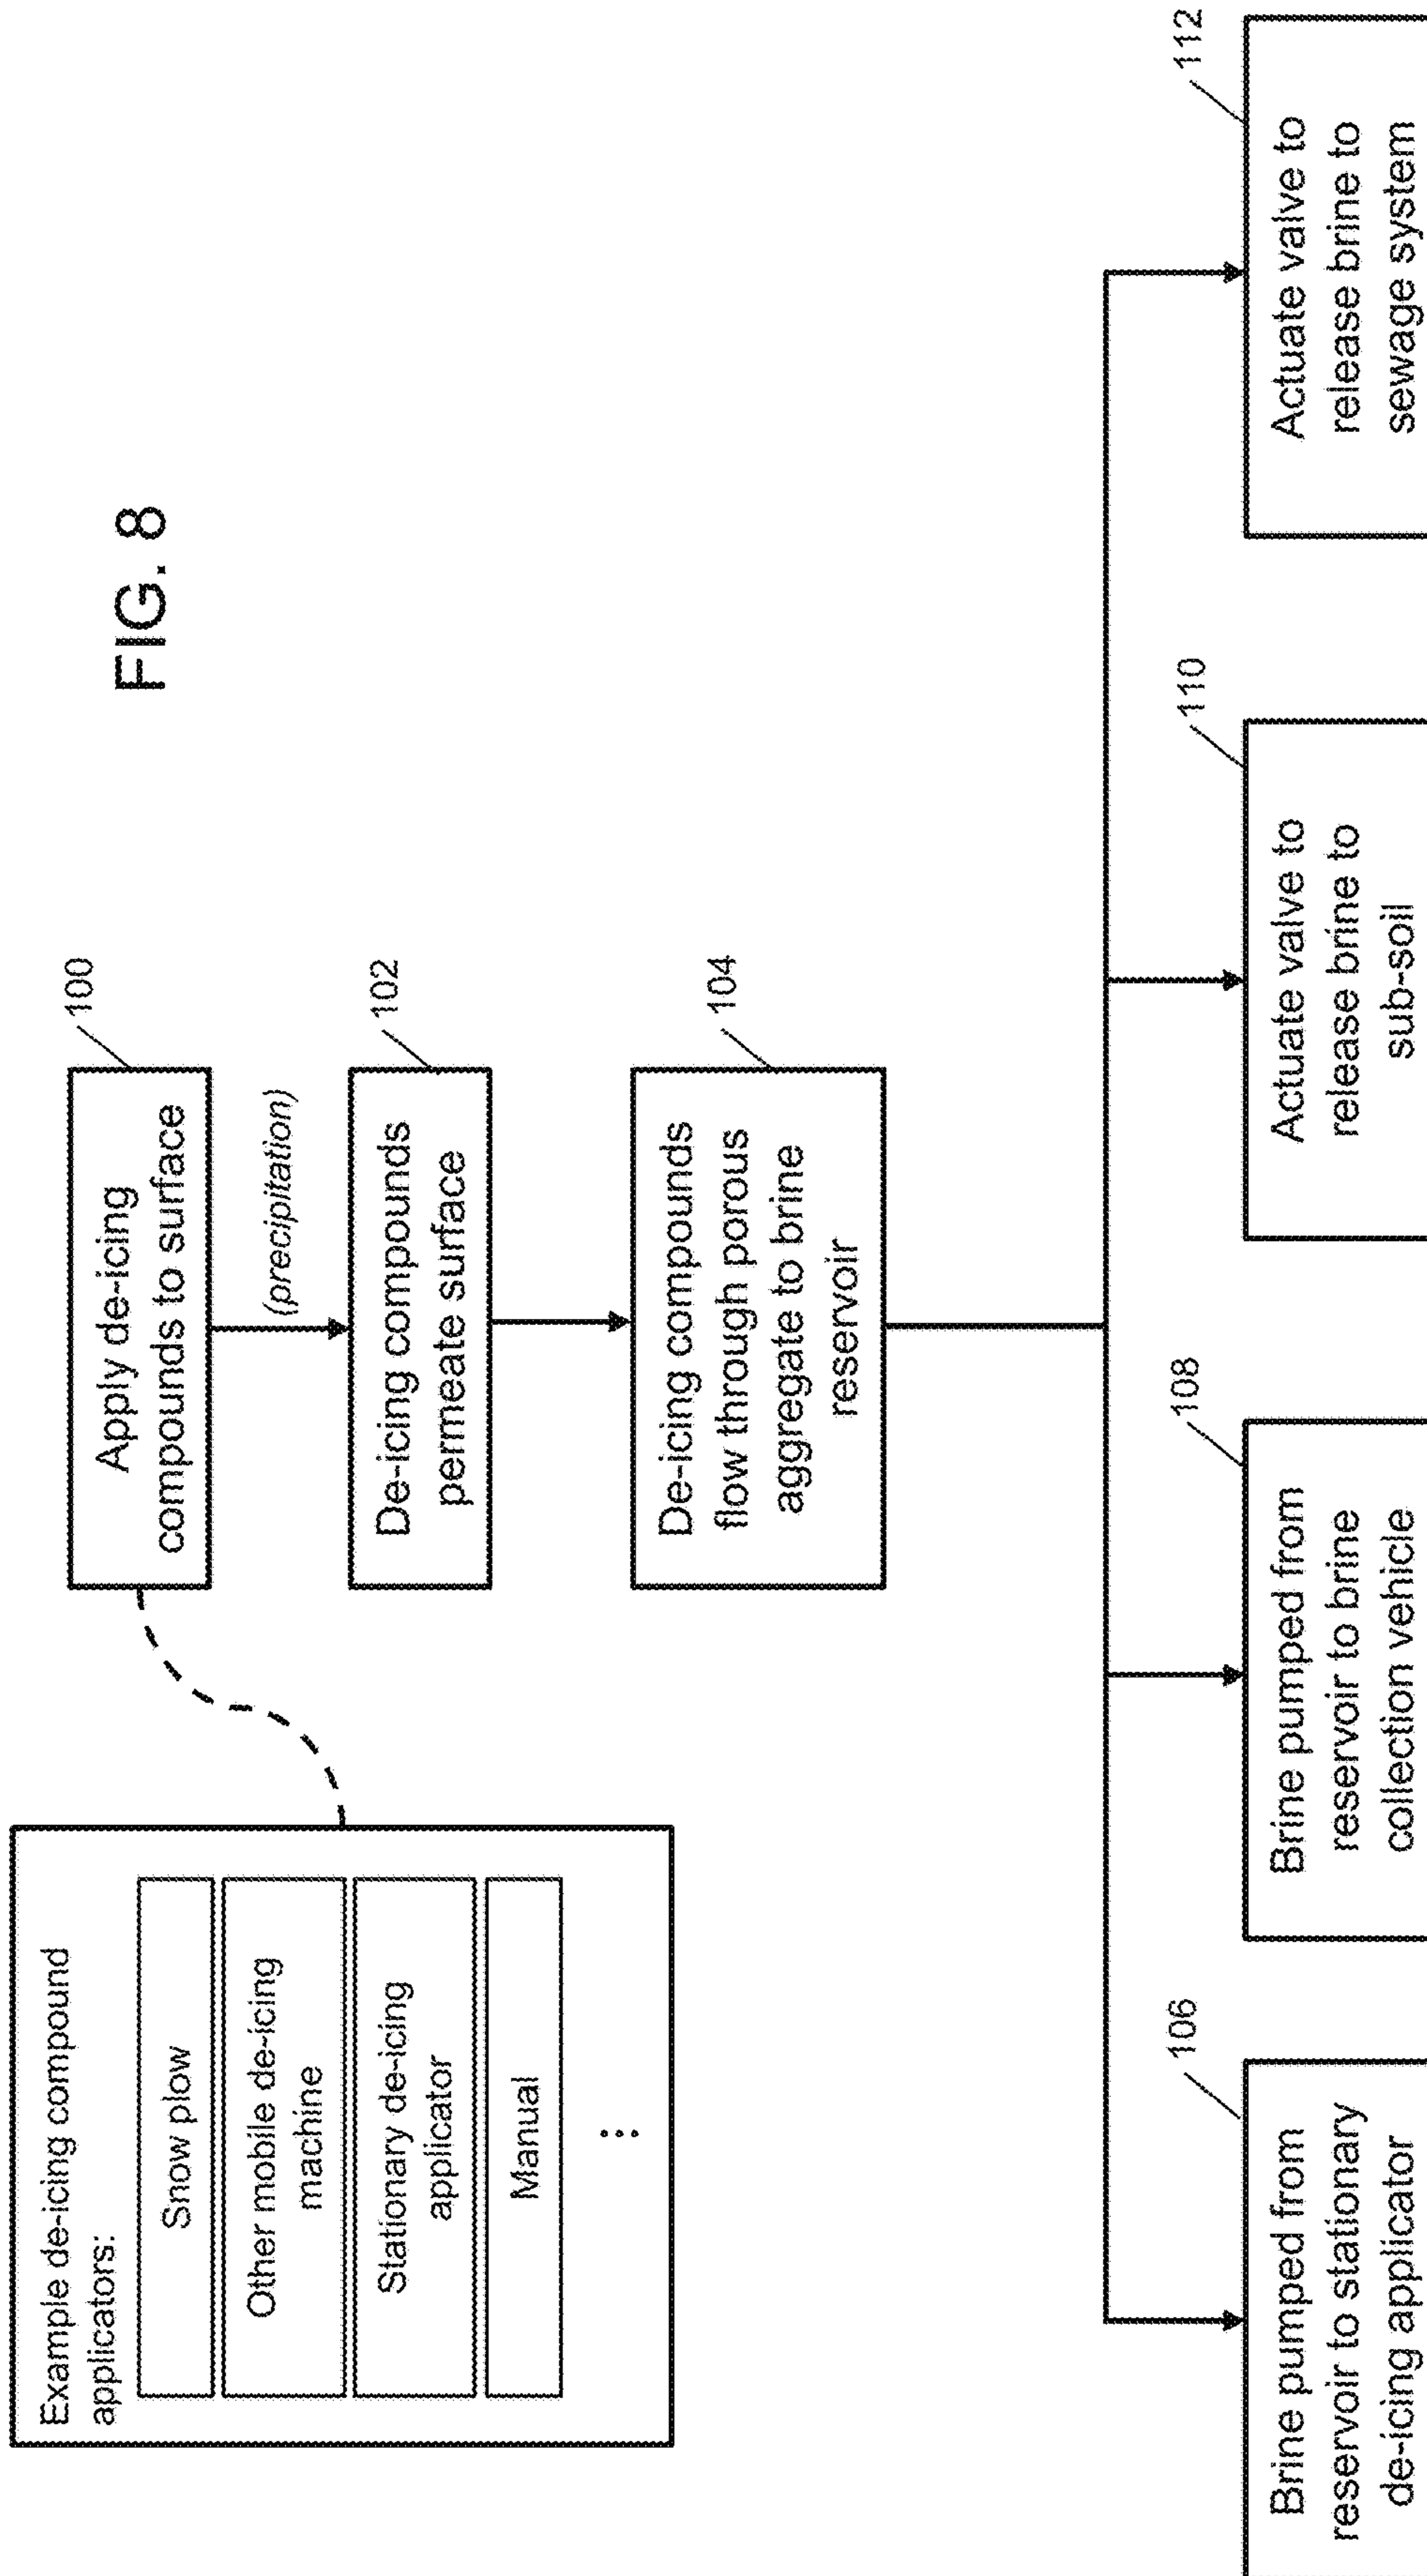 FIG. 8
Example de-icing compound
applicators:
Snow plow
Other mobile de-icing
machine
Stationary de-icing
applicator
Manual
⋮
100
Apply de-icing
compounds to surface
(precipitation)
102
De-icing compounds
permeate surface
104
De-icing compounds
flow through porous
aggregate to brine
reservoir
106
Brine pumped from
reservoir to stationary
de-icing applicator
108
Brine pumped from
reservoir to brine
collection vehicle
110
Actuate valve to
release brine to
sub-soil
112
Actuate valve to
release brine to
sewage system